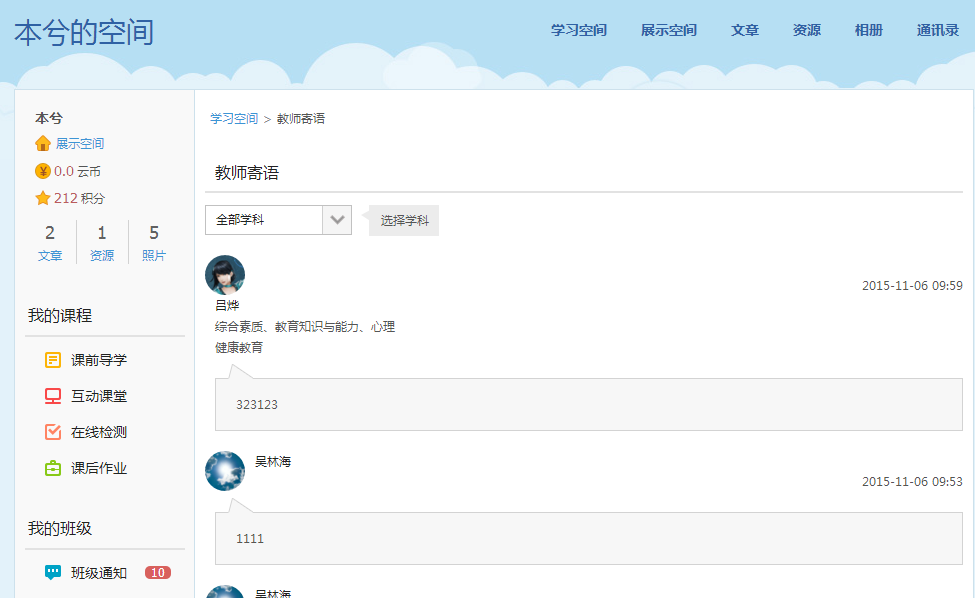 本兮的空间
学习空间 展示空间 文章 资源 相册 通讯录
本兮
展示空间
0.0 云币
212 积分
2 1 5
文章 资源 照片
我的课程
课前导学
互动课堂
在线检测
课后作业
我的班级
班级通知 10
学习空间 > 教师寄语
教师寄语
全部学科 选择学科
2015-11-06 09:59
吕烨
综合素质、教育知识与能力、心理
健康教育
323123
吴林海
2015-11-06 09:53
1111
吴林海